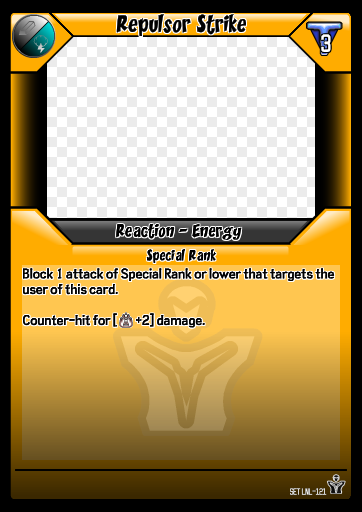 Repulsor Strike
3
Reaction - Energy
Special Rank
Block 1 attack of Special Rank or lower that targets the
user of this card.
Counter-hit for [ +2] damage.
SET LNL-121